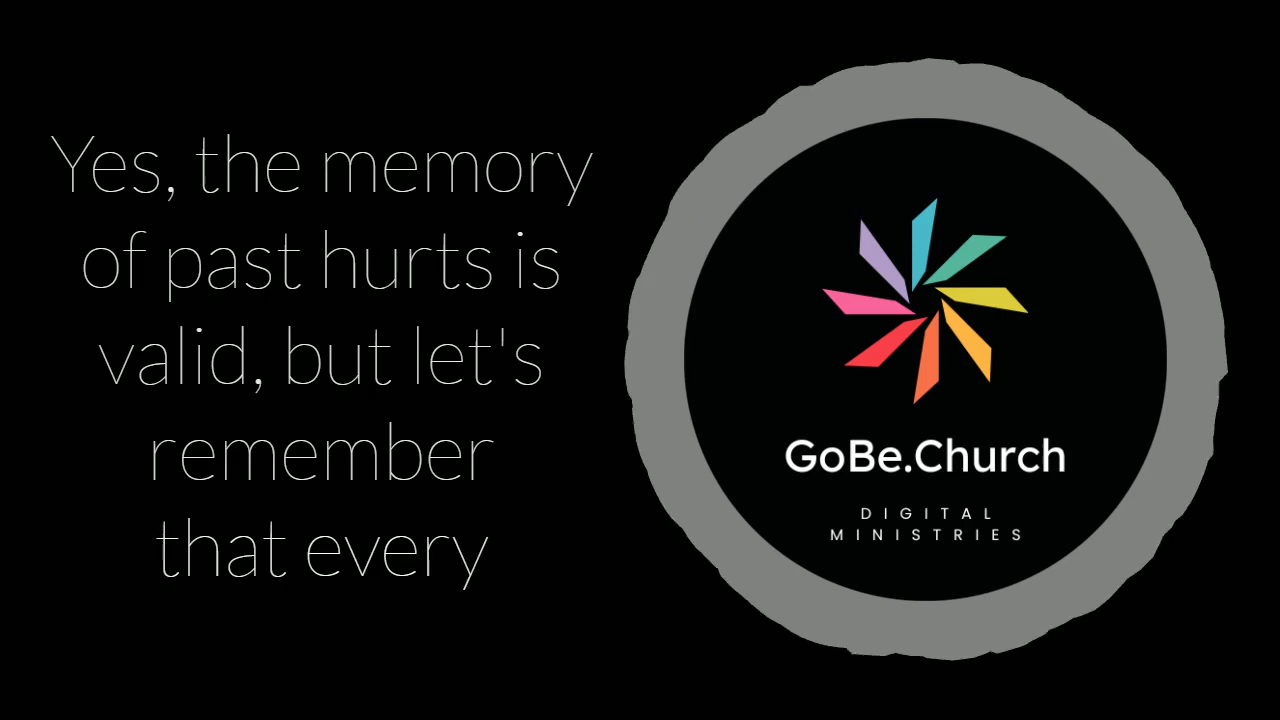 Yes, the memory
of past hurts is
valid, but let's
remember
that every
GoBe.Church
DIGITAL
MINISTRIES